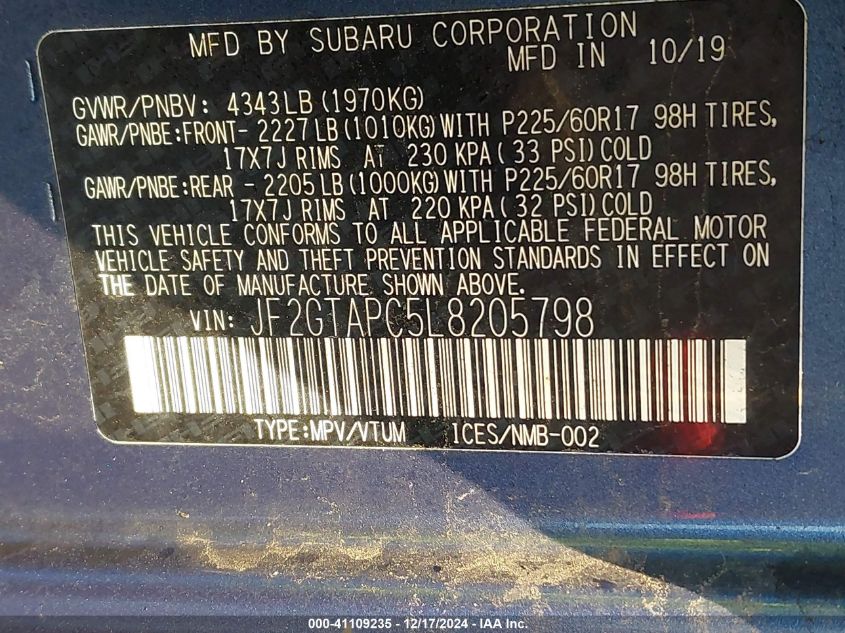 MFD BY SUBARU CORPORATION
MFD IN 10/19
GVWR/PNBV: 4343LB(1970KG)
GAWR/PNBE:FRONT- 2227LB(1010KG)WITH P225/60R17 98H TIRES,
17X7J RIMS AT 230 KPA(33 PSI)COLD
GAWR/PNBE:REAR - 2205LB(1000KG)WITH P225/60R17 98H TIRES,
17X7J RIMS AT 220 KPA(32 PSI)COLD
THIS VEHICLE CONFORMS TO ALL APPLICABLE FEDERAL MOTOR
VEHICLE SAFETY AND THEFT PREVENTION STANDARDS IN EFFECT ON
THE DATE OF MANUFACTURE SHOWN ABOVE.
VIN: JF2GTAPC5L8205798
TYPE:MPV/VTUM ICES/NMB-002
000-41109235 - 12/17/2024 - IAA Inc.